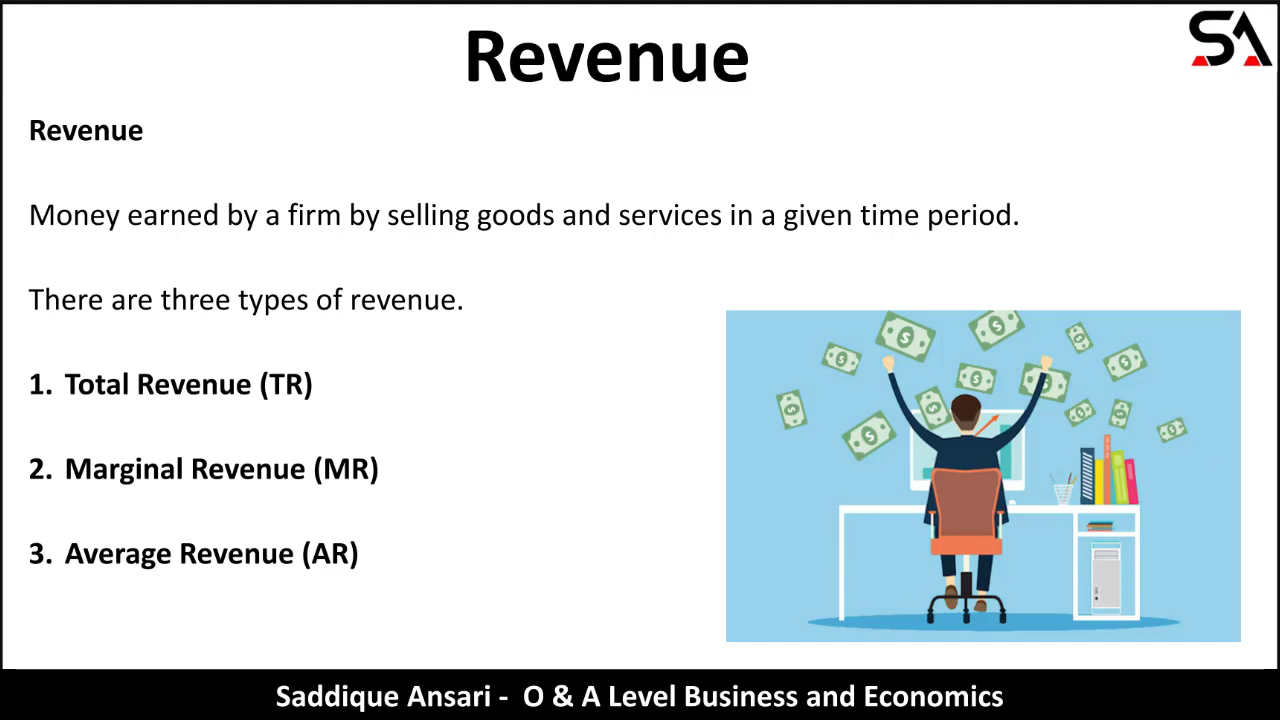 Revenue
SA
Revenue
Money earned by a firm by selling goods and services in a given time period.
There are three types of revenue.
1. Total Revenue (TR)
2. Marginal Revenue (MR)
3. Average Revenue (AR)
Saddique Ansari - O & A Level Business and Economics